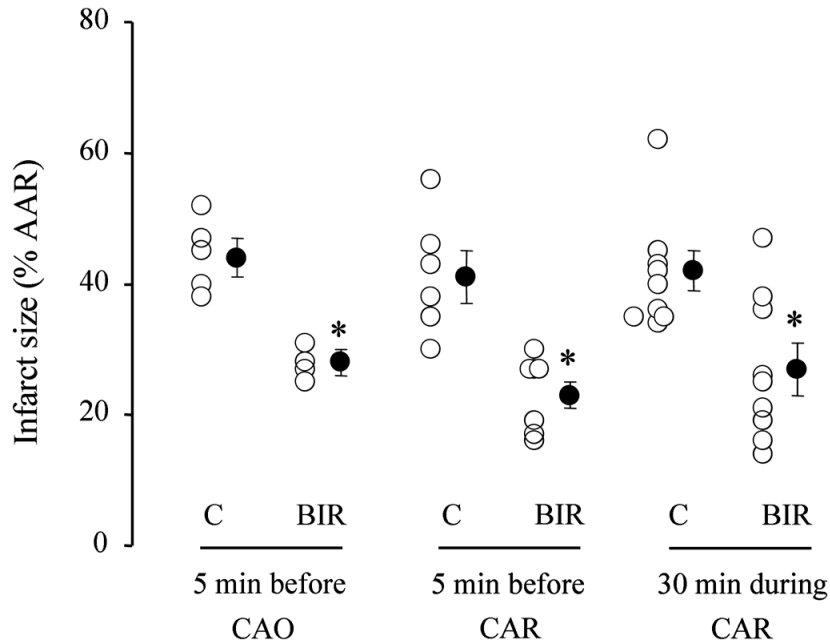 80
60
40
20
0
Infarct size (% AAR)
*
*
*
C BIR C BIR C BIR
5 min before 5 min before 30 min during
CAO CAR CAR